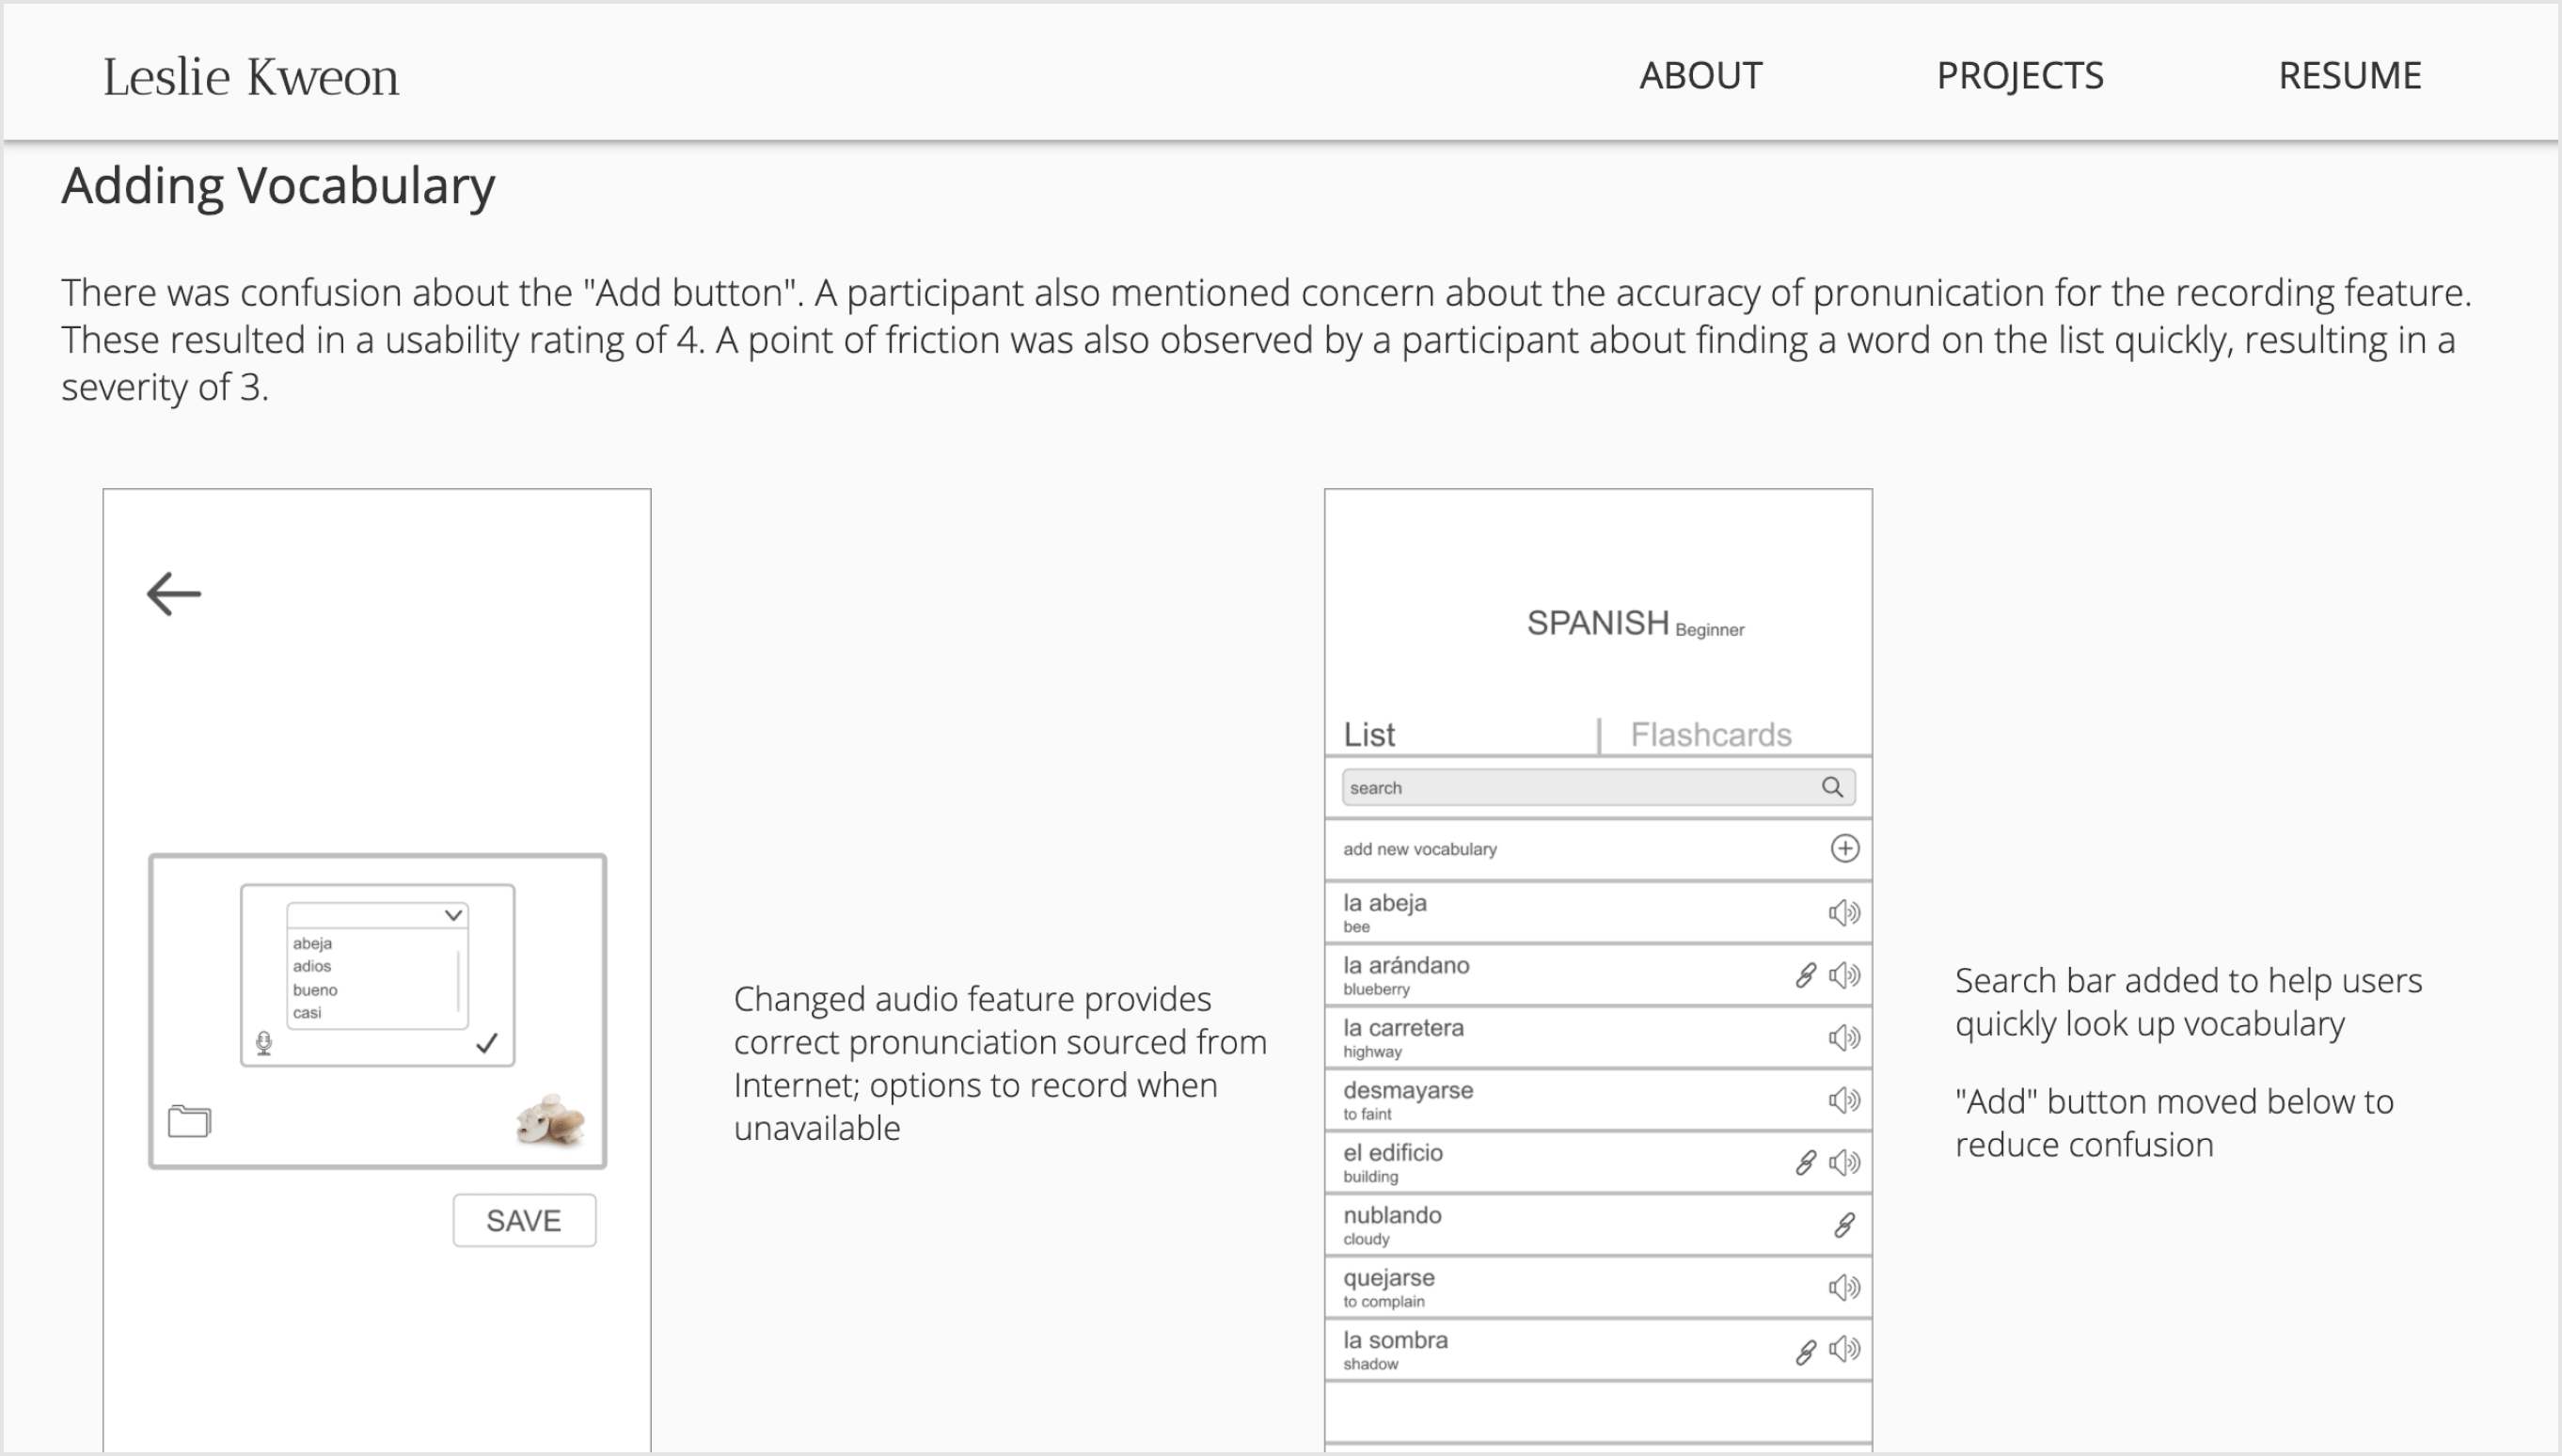 Leslie Kweon
ABOUT
PROJECTS
RESUME
Adding Vocabulary
There was confusion about the "Add button". A participant also mentioned concern about the accuracy of pronunication for the recording feature.
These resulted in a usability rating of 4. A point of friction was also observed by a participant about finding a word on the list quickly, resulting in a
severity of 3.
abeja
adios
bueno
casi
SAVE
Changed audio feature provides
correct pronunciation sourced from
Internet; options to record when
unavailable
SPANISH Beginner
List | Flashcards
search
add new vocabulary
la abeja
bee
la arándano
blueberry
la carretera
highway
desmayarse
to faint
el edificio
building
nublando
cloudy
quejarse
to complain
la sombra
shadow
Search bar added to help users
quickly look up vocabulary
"Add" button moved below to
reduce confusion